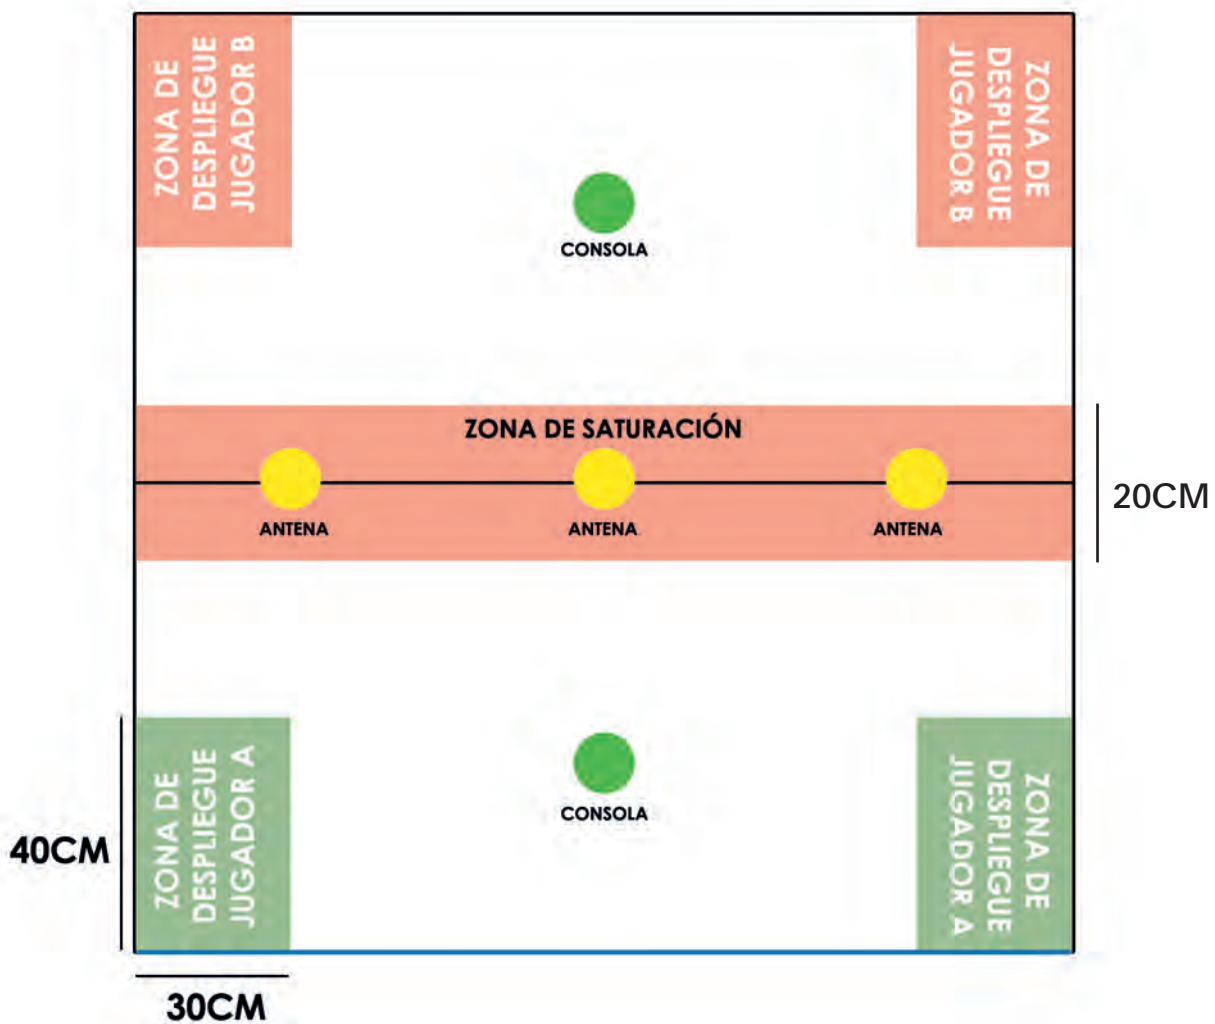 ZONA DE
DESPLIEGUE
JUGADOR B
ZONA DE
DESPLIEGUE
JUGADOR B
CONSOLA
ZONA DE SATURACIÓN
ANTENA
ANTENA
ANTENA
20CM
ZONA DE
DESPLIEGUE
JUGADOR A
CONSOLA
ZONA DE
DESPLIEGUE
JUGADOR A
40CM
30CM